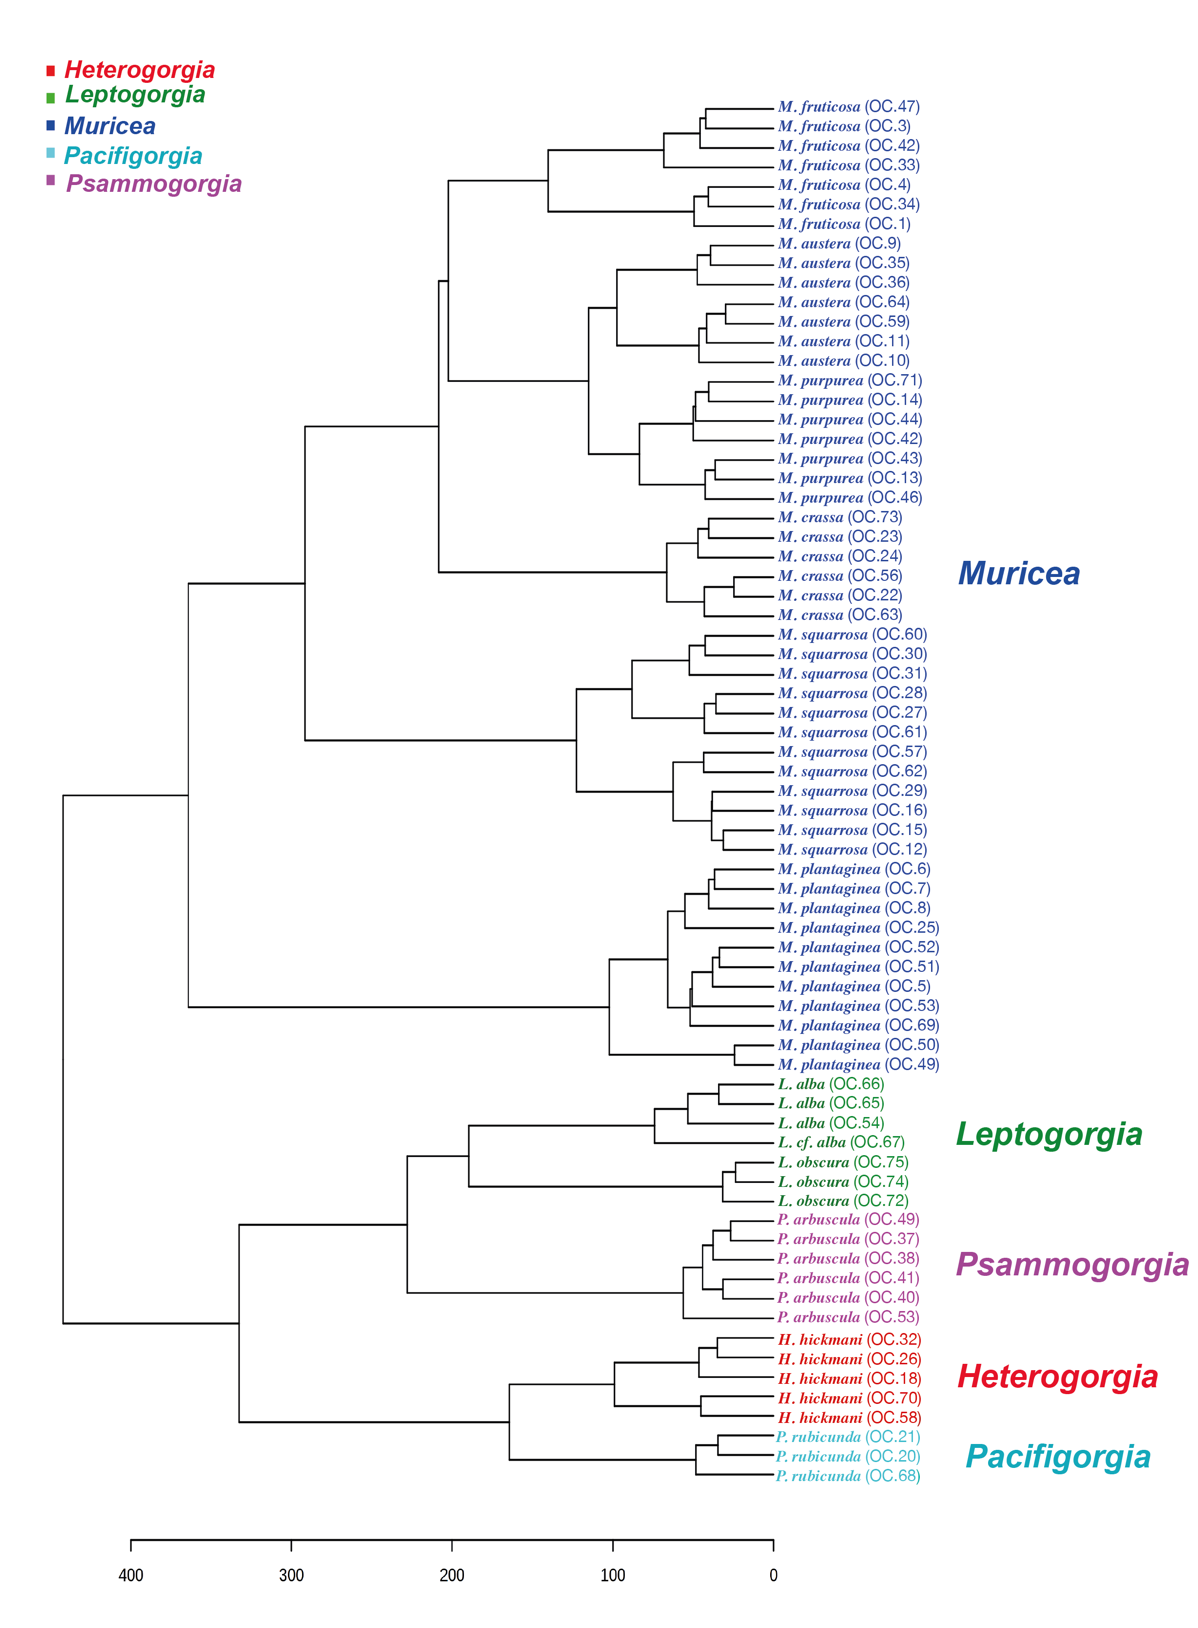 Heterogorgia
Leptogorgia
Muricea
Pacifigorgia
Psammogorgia
M. fruticosa (OC.47)
M. fruticosa (OC.3)
M. fruticosa (OC.42)
M. fruticosa (OC.33)
M. fruticosa (OC.4)
M. fruticosa (OC.34)
M. fruticosa (OC.1)
M. austera (OC.9)
M. austera (OC.35)
M. austera (OC.36)
M. austera (OC.64)
M. austera (OC.59)
M. austera (OC.11)
M. austera (OC.10)
M. purpurea (OC.71)
M. purpurea (OC.14)
M. purpurea (OC.44)
M. purpurea (OC.42)
M. purpurea (OC.43)
M. purpurea (OC.13)
M. purpurea (OC.46)
M. crassa (OC.73)
M. crassa (OC.23)
M. crassa (OC.24)
M. crassa (OC.56)
M. crassa (OC.22)
M. crassa (OC.63)
Muricea
M. squarrosa (OC.60)
M. squarrosa (OC.30)
M. squarrosa (OC.31)
M. squarrosa (OC.28)
M. squarrosa (OC.27)
M. squarrosa (OC.61)
M. squarrosa (OC.57)
M. squarrosa (OC.62)
M. squarrosa (OC.29)
M. squarrosa (OC.16)
M. squarrosa (OC.15)
M. squarrosa (OC.12)
M. plantaginea (OC.6)
M. plantaginea (OC.7)
M. plantaginea (OC.8)
M. plantaginea (OC.25)
M. plantaginea (OC.52)
M. plantaginea (OC.51)
M. plantaginea (OC.5)
M. plantaginea (OC.53)
M. plantaginea (OC.69)
M. plantaginea (OC.50)
M. plantaginea (OC.49)
L. alba (OC.66)
L. alba (OC.65)
L. alba (OC.54)
L. cf. alba (OC.67)
L. obscura (OC.75)
L. obscura (OC.74)
L. obscura (OC.72)
Leptogorgia
P. arbuscula (OC.49)
P. arbuscula (OC.37)
P. arbuscula (OC.38)
P. arbuscula (OC.41)
P. arbuscula (OC.40)
P. arbuscula (OC.53)
Psammogorgia
H. hickmani (OC.32)
H. hickmani (OC.26)
H. hickmani (OC.18)
H. hickmani (OC.70)
H. hickmani (OC.58)
Heterogorgia
P. rubicunda (OC.21)
P. rubicunda (OC.20)
P. rubicunda (OC.68)
Pacifigorgia
400 300 200 100 0